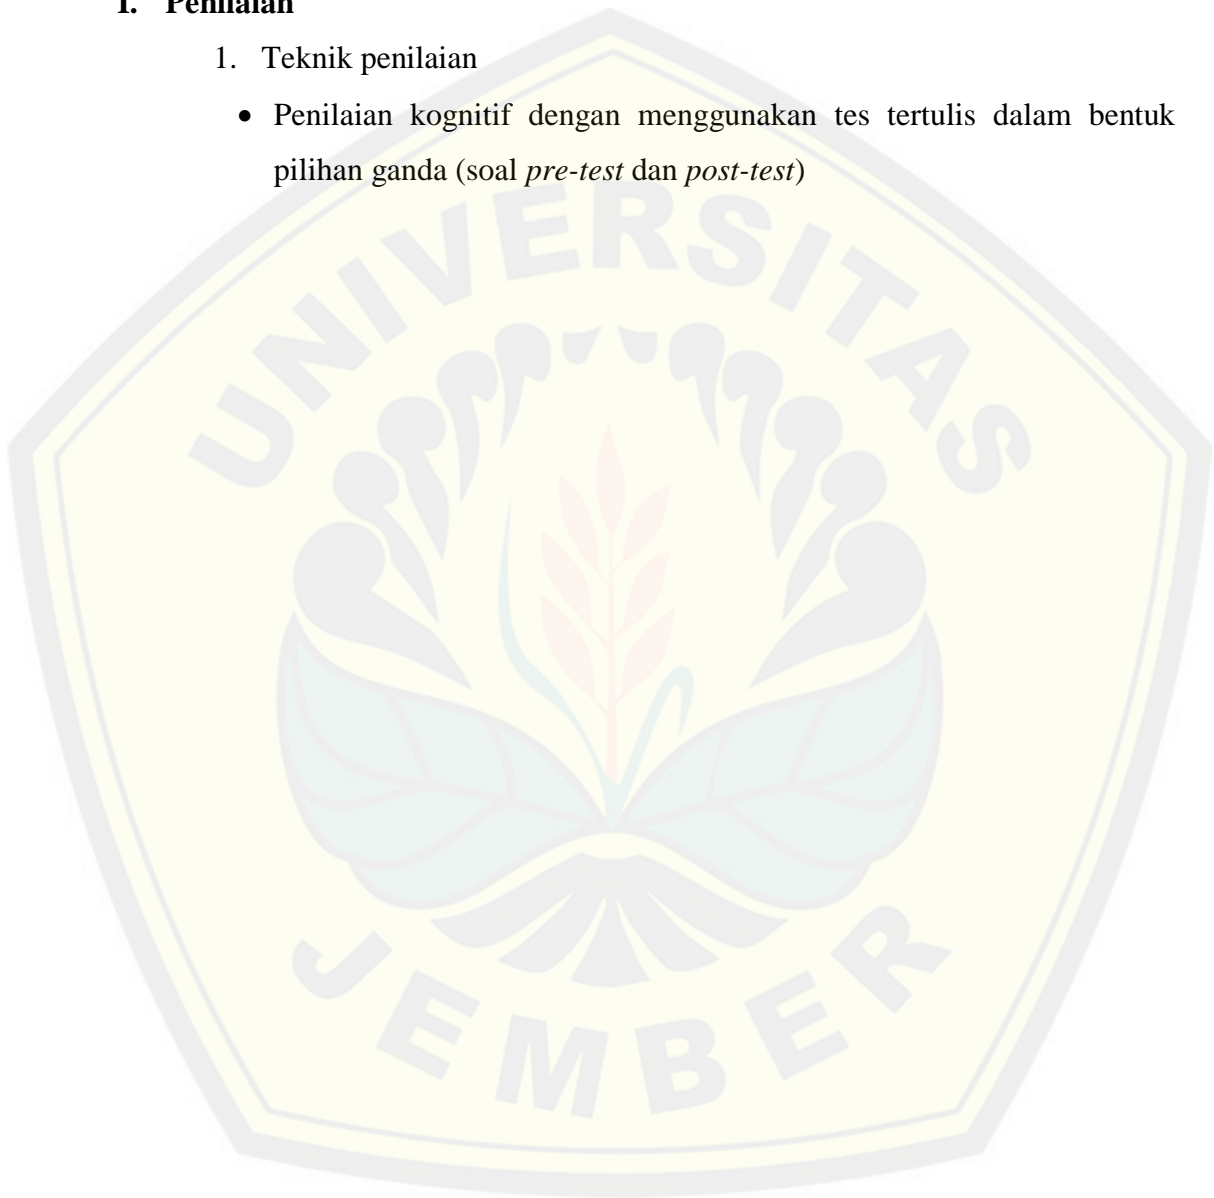 I. Penilaian
1. Teknik penilaian
• Penilaian kognitif dengan menggunakan tes tertulis dalam bentuk
pilihan ganda (soal pre-test dan post-test)
UNIVERSITAS
JEMBER